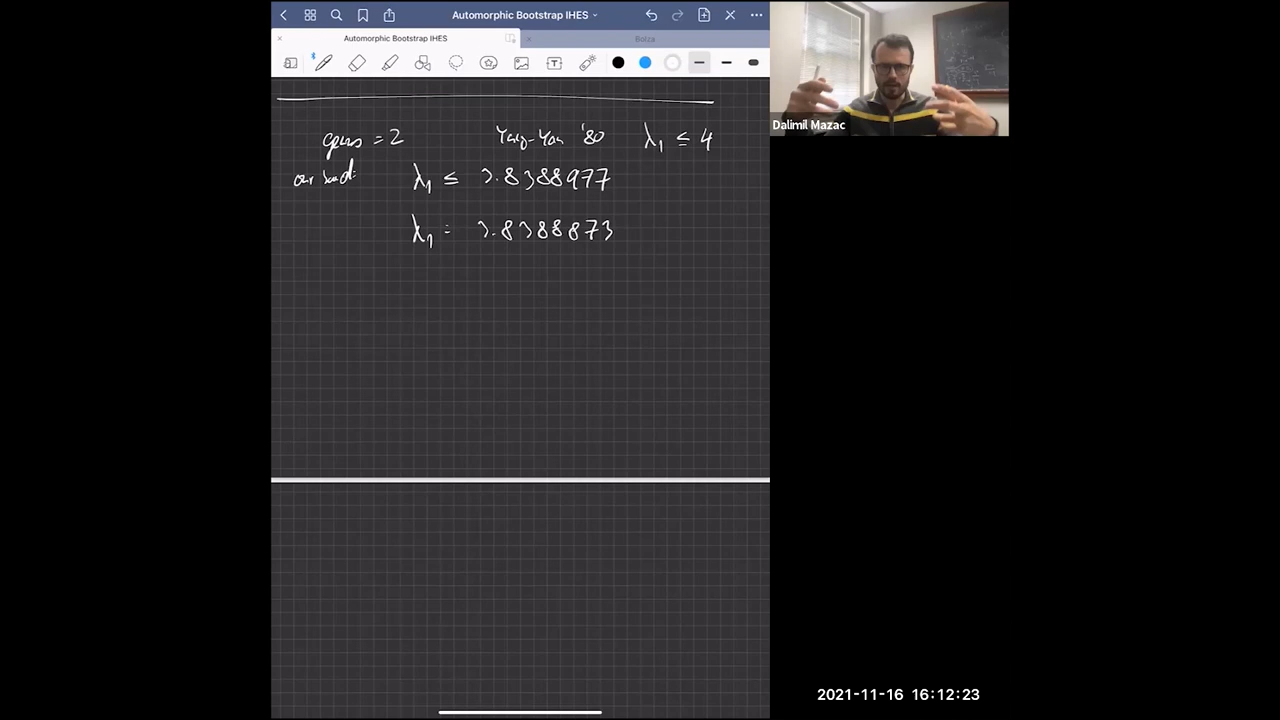 Automorphic Bootstrap IHES
Automorphic Bootstrap IHES
Bolza
genus = 2 Yang-Yau '80 λ₁ ≤ 4
our bound: λ₁ ≤ 3.8388977
λ₁ = 3.8388873
Dalimil Mazac
2021-11-16 16:12:23